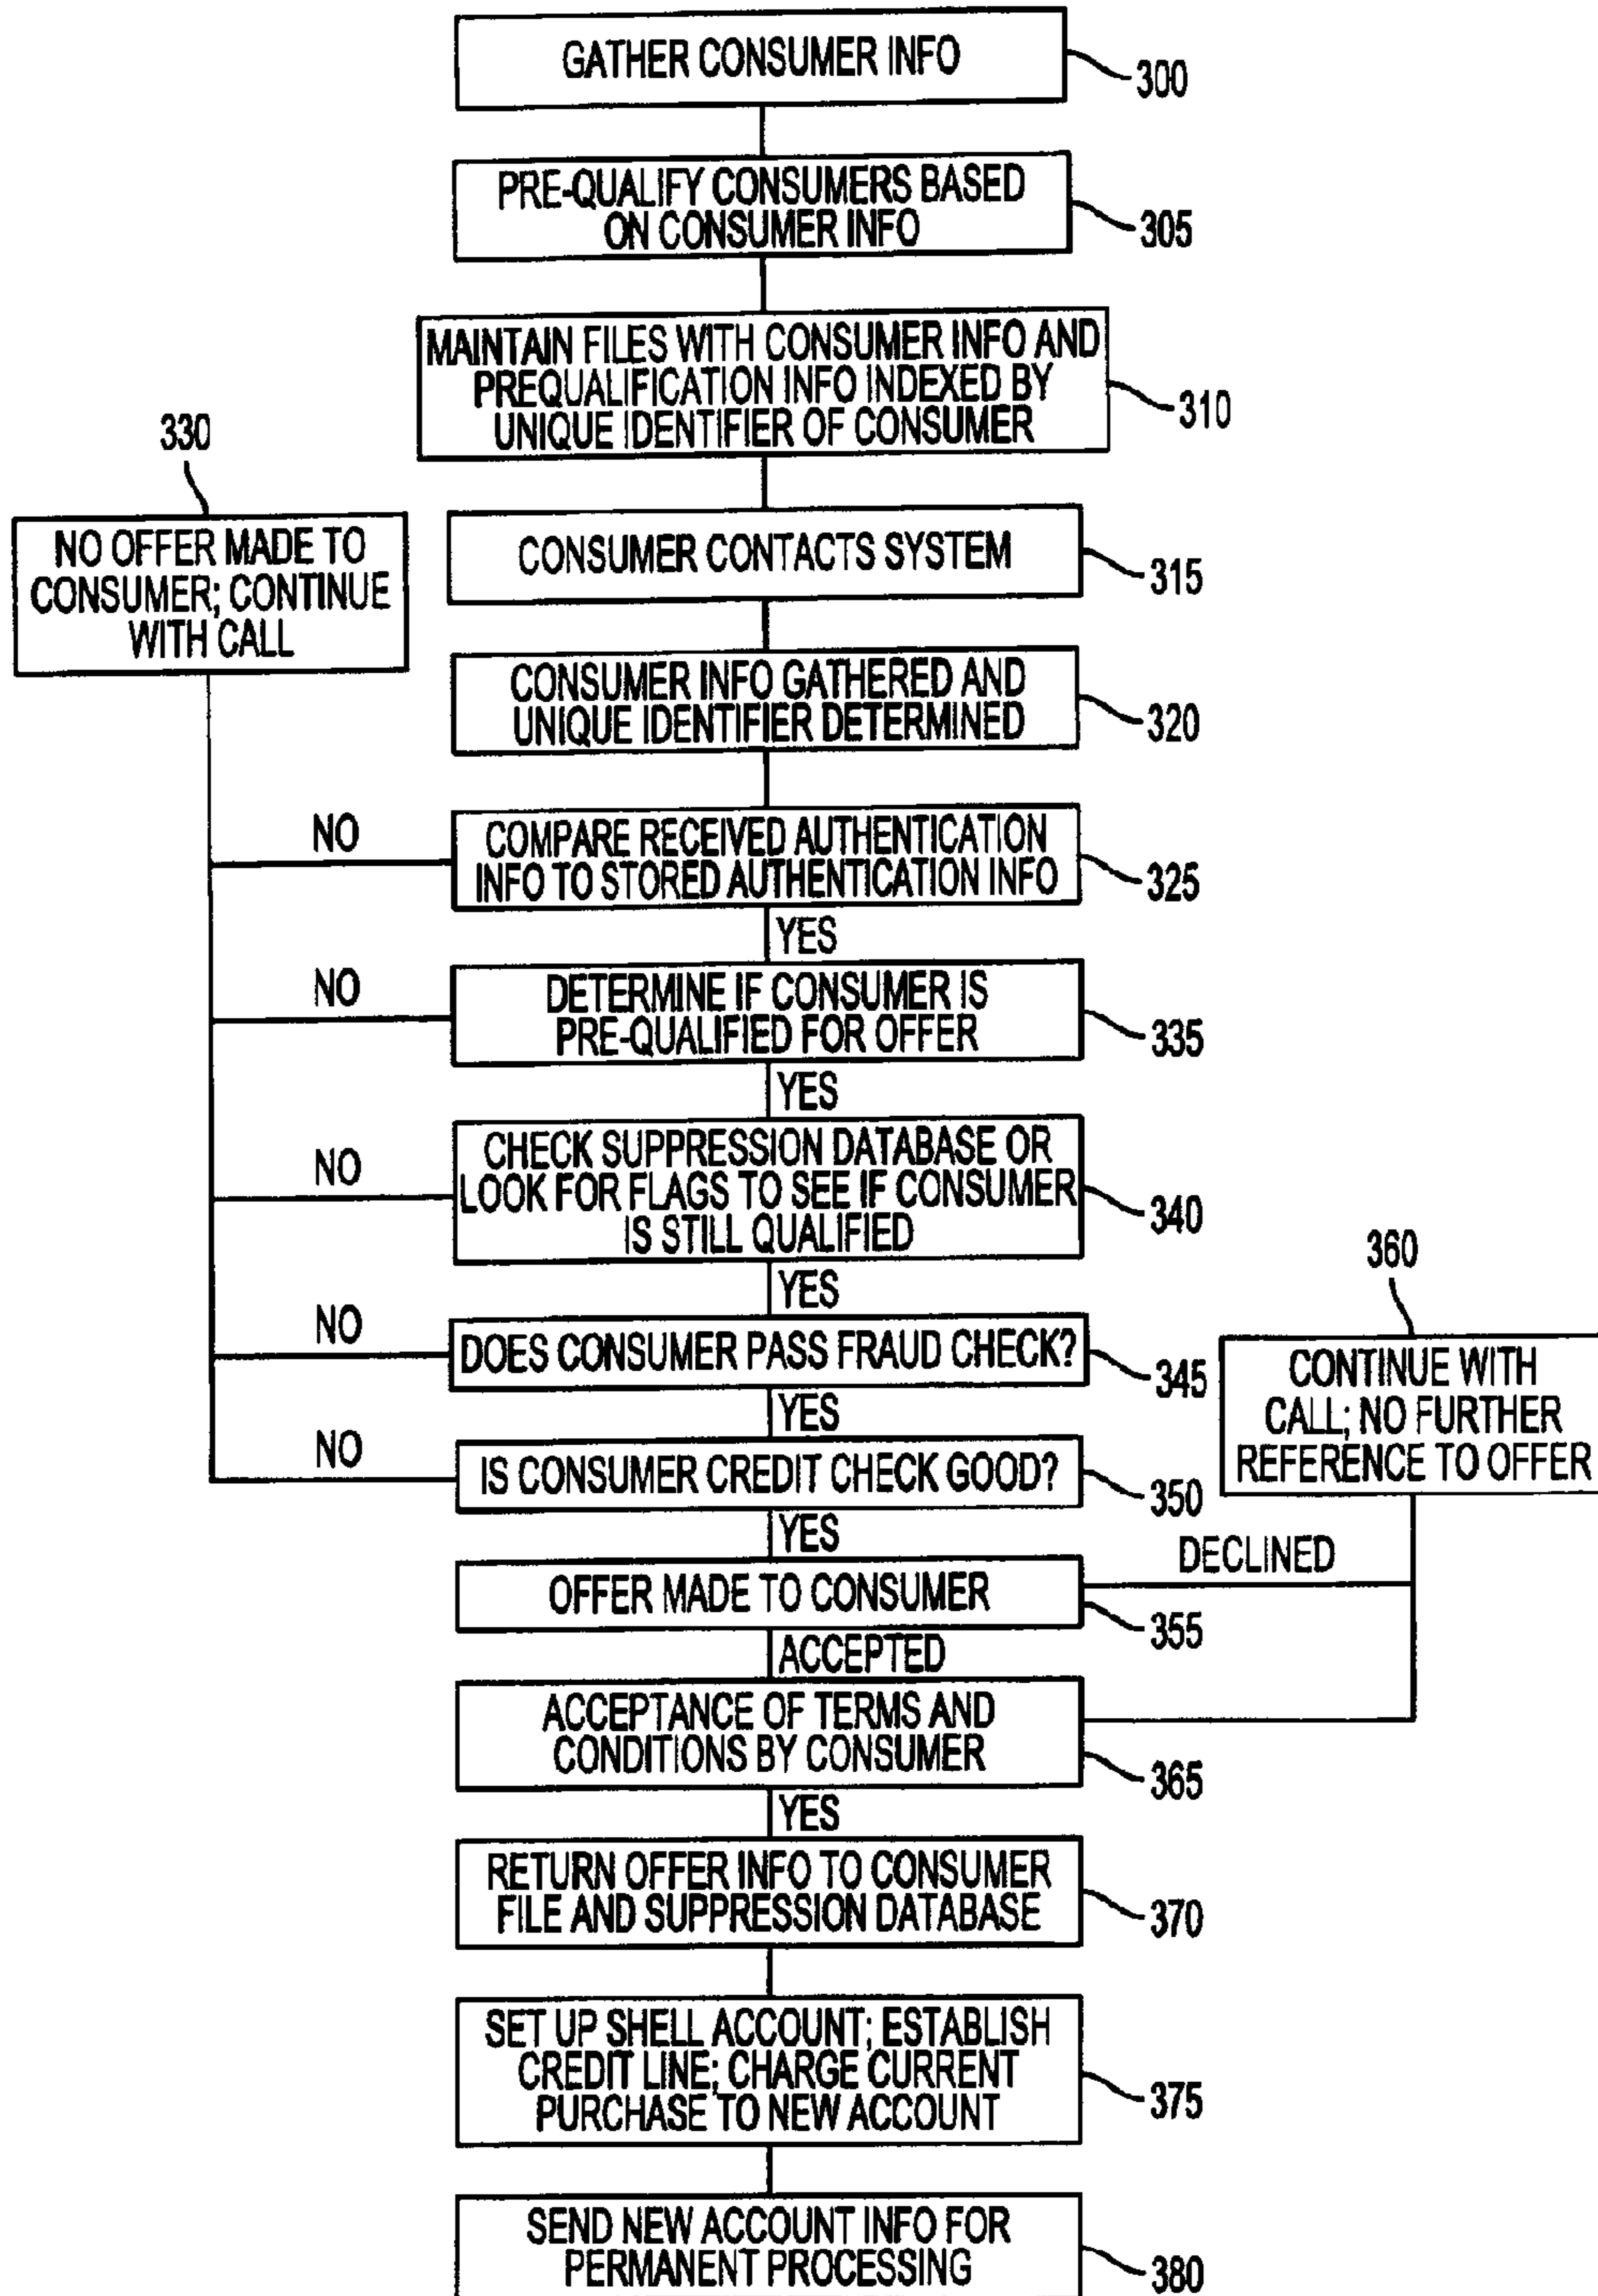 GATHER CONSUMER INFO
300
PRE-QUALIFY CONSUMERS BASED
ON CONSUMER INFO
305
MAINTAIN FILES WITH CONSUMER INFO AND
PREQUALIFICATION INFO INDEXED BY
UNIQUE IDENTIFIER OF CONSUMER
310
330
NO OFFER MADE TO
CONSUMER; CONTINUE
WITH CALL
CONSUMER CONTACTS SYSTEM
315
CONSUMER INFO GATHERED AND
UNIQUE IDENTIFIER DETERMINED
320
NO
COMPARE RECEIVED AUTHENTICATION
INFO TO STORED AUTHENTICATION INFO
325
YES
NO
DETERMINE IF CONSUMER IS
PRE-QUALIFIED FOR OFFER
335
YES
NO
CHECK SUPPRESSION DATABASE OR
LOOK FOR FLAGS TO SEE IF CONSUMER
IS STILL QUALIFIED
340
YES
NO
DOES CONSUMER PASS FRAUD CHECK?
345
YES
360
CONTINUE WITH
CALL; NO FURTHER
REFERENCE TO OFFER
NO
IS CONSUMER CREDIT CHECK GOOD?
350
YES
DECLINED
OFFER MADE TO CONSUMER
355
ACCEPTED
ACCEPTANCE OF TERMS AND
CONDITIONS BY CONSUMER
365
YES
RETURN OFFER INFO TO CONSUMER
FILE AND SUPPRESSION DATABASE
370
SET UP SHELL ACCOUNT; ESTABLISH
CREDIT LINE; CHARGE CURRENT
PURCHASE TO NEW ACCOUNT
375
SEND NEW ACCOUNT INFO FOR
PERMANENT PROCESSING
380